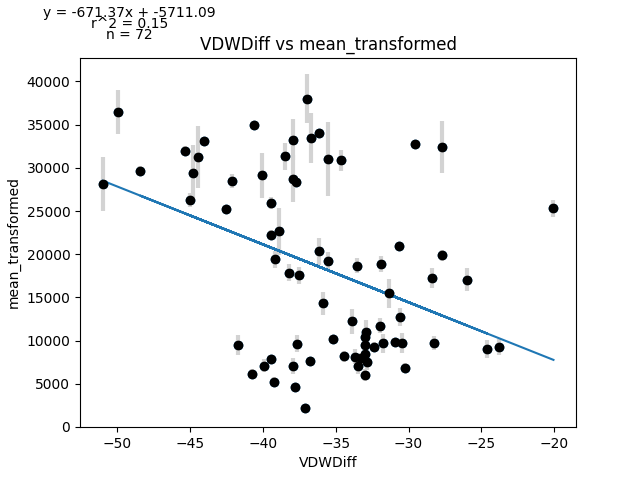 y = -671.37x + -5711.09
r^2 = 0.15
n = 72
VDWDiff vs mean_transformed
mean_transformed
40000
35000
30000
25000
20000
15000
10000
5000
0
−50
−45
−40
−35
−30
−25
−20
VDWDiff